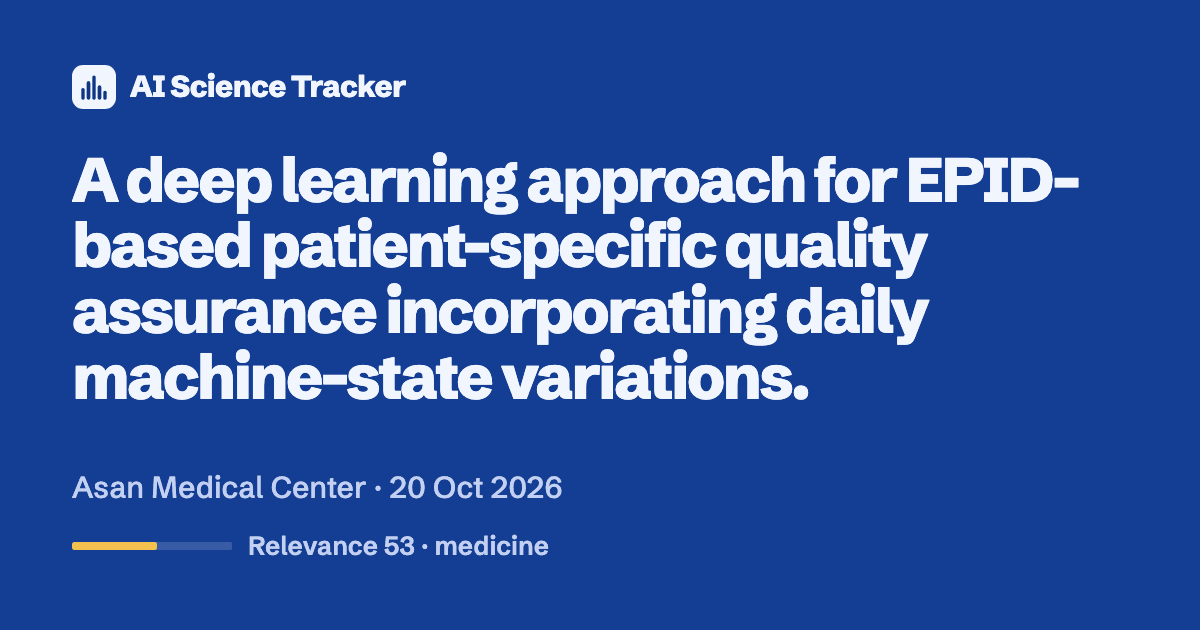 AI Science Tracker
A deep learning approach for EPID-
based patient-specific quality
assurance incorporating daily
machine-state variations.
Asan Medical Center · 20 Oct 2026
Relevance 53 · medicine